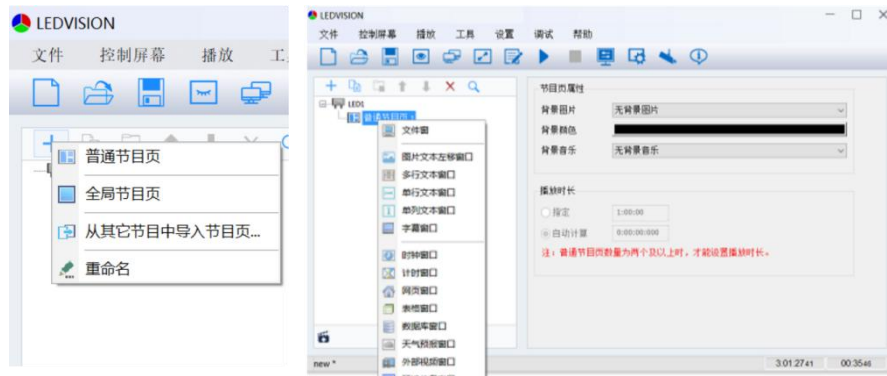 LEDVISION
文件 控制屏幕 播放 工
普通节目页
全局节目页
从其它节目中导入节目页...
重命名
LEDVISION
文件 控制屏幕 播放 工具 设置 调试 帮助
LED1
普通节目页 1
文件窗
图片文本左移窗口
多行文本窗口
单行文本窗口
单列文本窗口
字幕窗口
时钟窗口
计时窗口
网页窗口
表格窗口
数据库窗口
天气预报窗口
外部视频窗口
节目页属性
背景图片 无背景图片
背景颜色
背景音乐 无背景音乐
播放时长
指定 1:00:00
自动计算 0:00:00:000
注：普通节目页数量为两个及以上时，才能设置播放时长。
new *